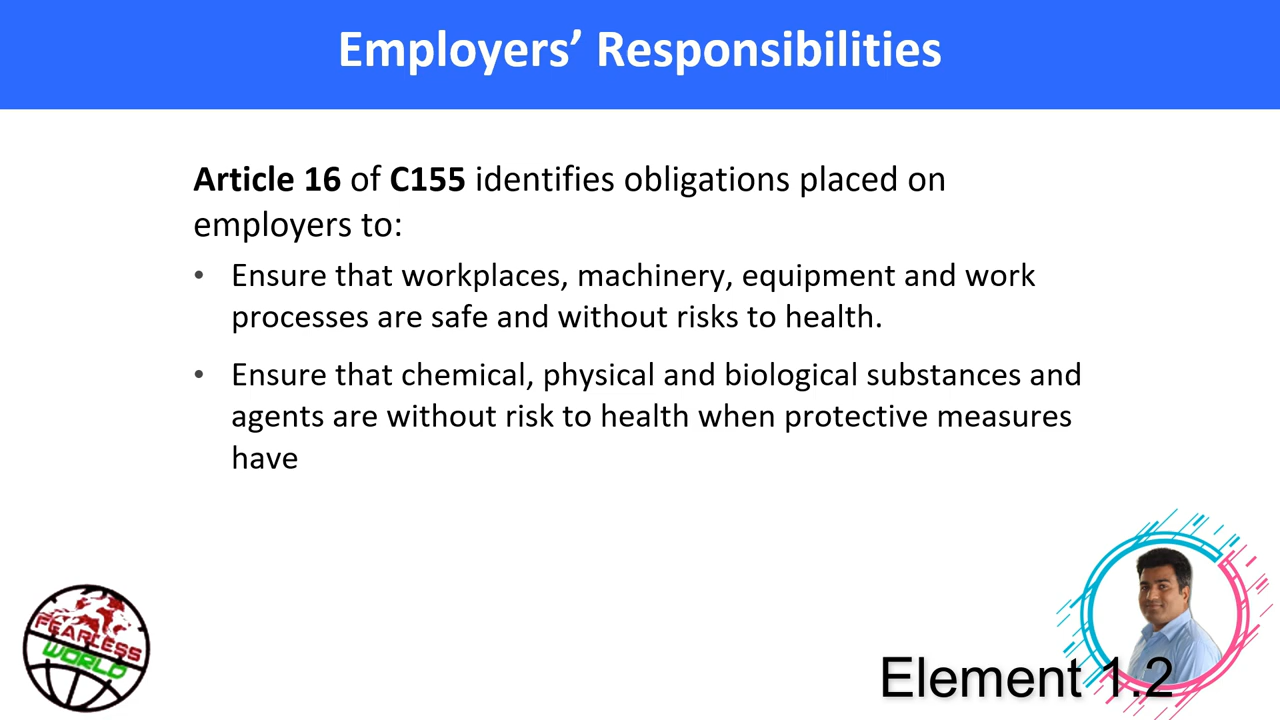 Employers’ Responsibilities
Article 16 of C155 identifies obligations placed on
employers to:
• Ensure that workplaces, machinery, equipment and work
processes are safe and without risks to health.
• Ensure that chemical, physical and biological substances and
agents are without risk to health when protective measures
have
FEARLESS
WORLD
Element 1.2